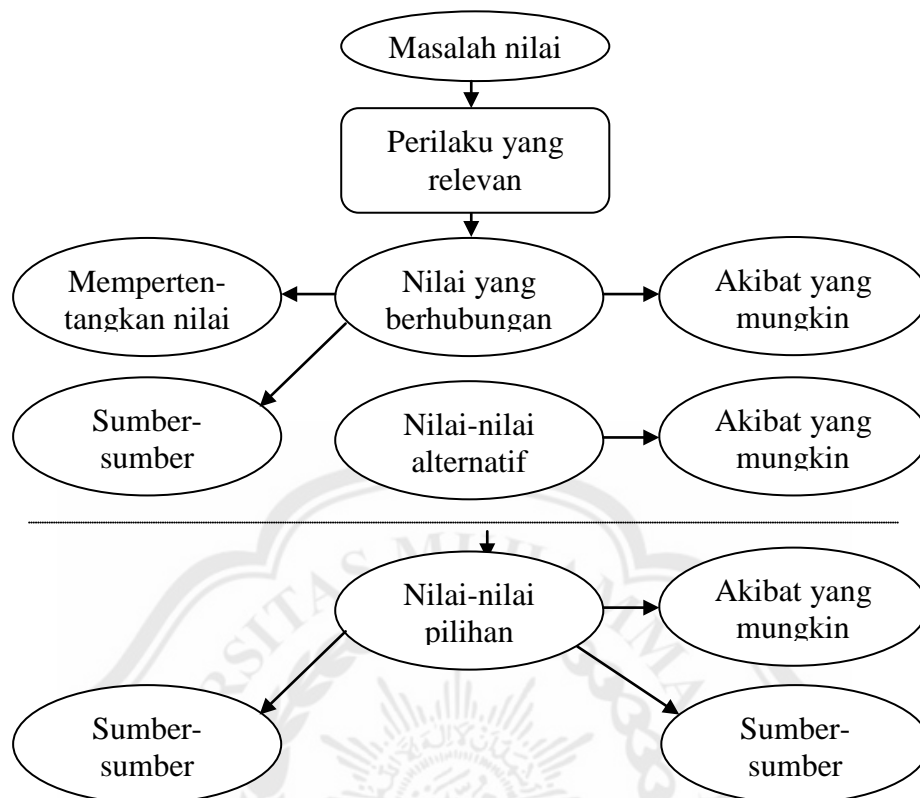 Masalah nilai
Perilaku yang
relevan
Memperten-
tangkan nilai
Nilai yang
berhubungan
Akibat yang
mungkin
Sumber-
sumber
Nilai-nilai
alternatif
Akibat yang
mungkin
Nilai-nilai
pilihan
Akibat yang
mungkin
Sumber-
sumber
Sumber-
sumber